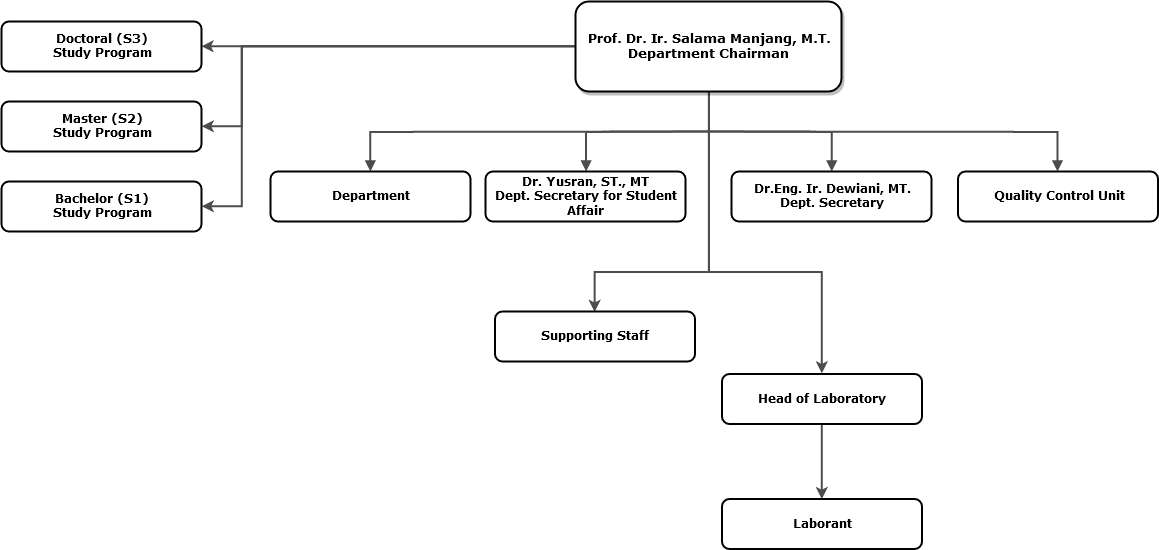 Prof. Dr. Ir. Salama Manjang, M.T.
Department Chairman
Doctoral (S3)
Study Program
Master (S2)
Study Program
Bachelor (S1)
Study Program
Department
Dr. Yusran, ST., MT
Dept. Secretary for Student
Affair
Dr.Eng. Ir. Dewiani, MT.
Dept. Secretary
Quality Control Unit
Supporting Staff
Head of Laboratory
Laborant